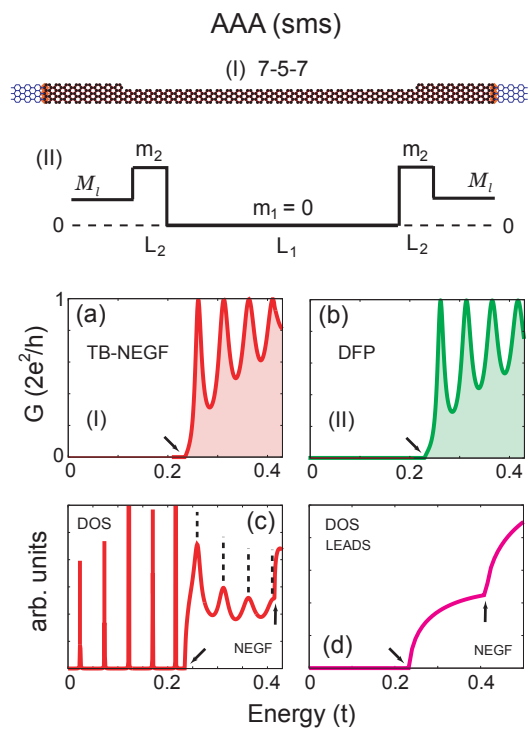 AAA (sms)
(I) 7-5-7
(II)
m2 m2
Ml Ml
0 m1 = 0 0
L2 L1 L2
1 (a) (b)
TB-NEGF DFP
G (2e²/h)
(I) (II)
0
0 0.2 0.4 0 0.2 0.4
DOS (c) DOS
LEADS
arb. units
NEGF (d) NEGF
0 0.2 0.4 0 0.2 0.4
Energy (t)